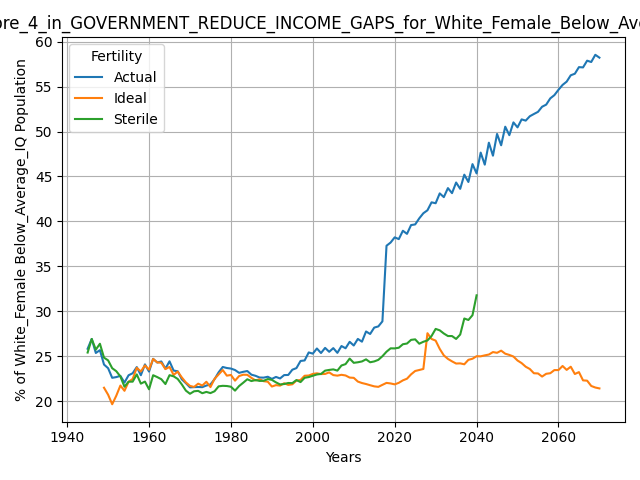 ore_4_in_GOVERNMENT_REDUCE_INCOME_GAPS_for_White_Female_Below_Ave
Fertility
Actual
Ideal
Sterile
% of White_Female Below_Average_IQ Population
60
55
50
45
40
35
30
25
20
1940
1960
1980
2000
2020
2040
2060
Years